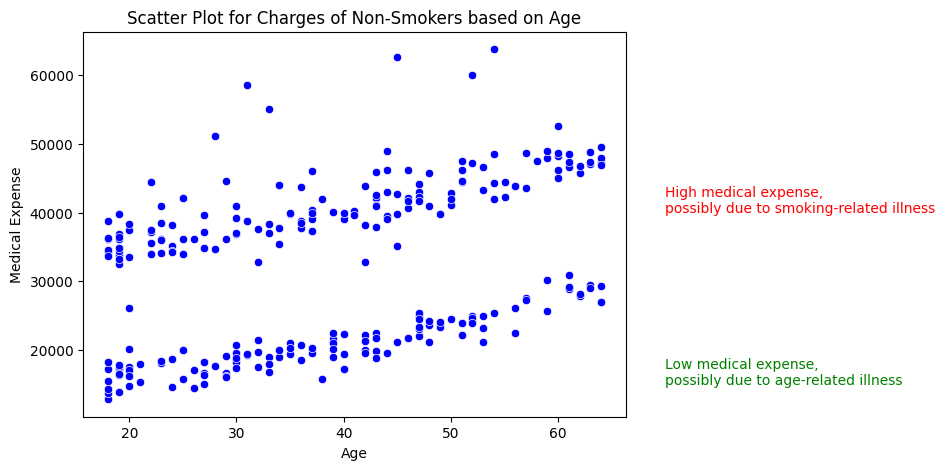 Scatter Plot for Charges of Non-Smokers based on Age
60000
50000
40000
30000
20000
Medical Expense
20
30
40
50
60
Age
High medical expense,
possibly due to smoking-related illness
Low medical expense,
possibly due to age-related illness